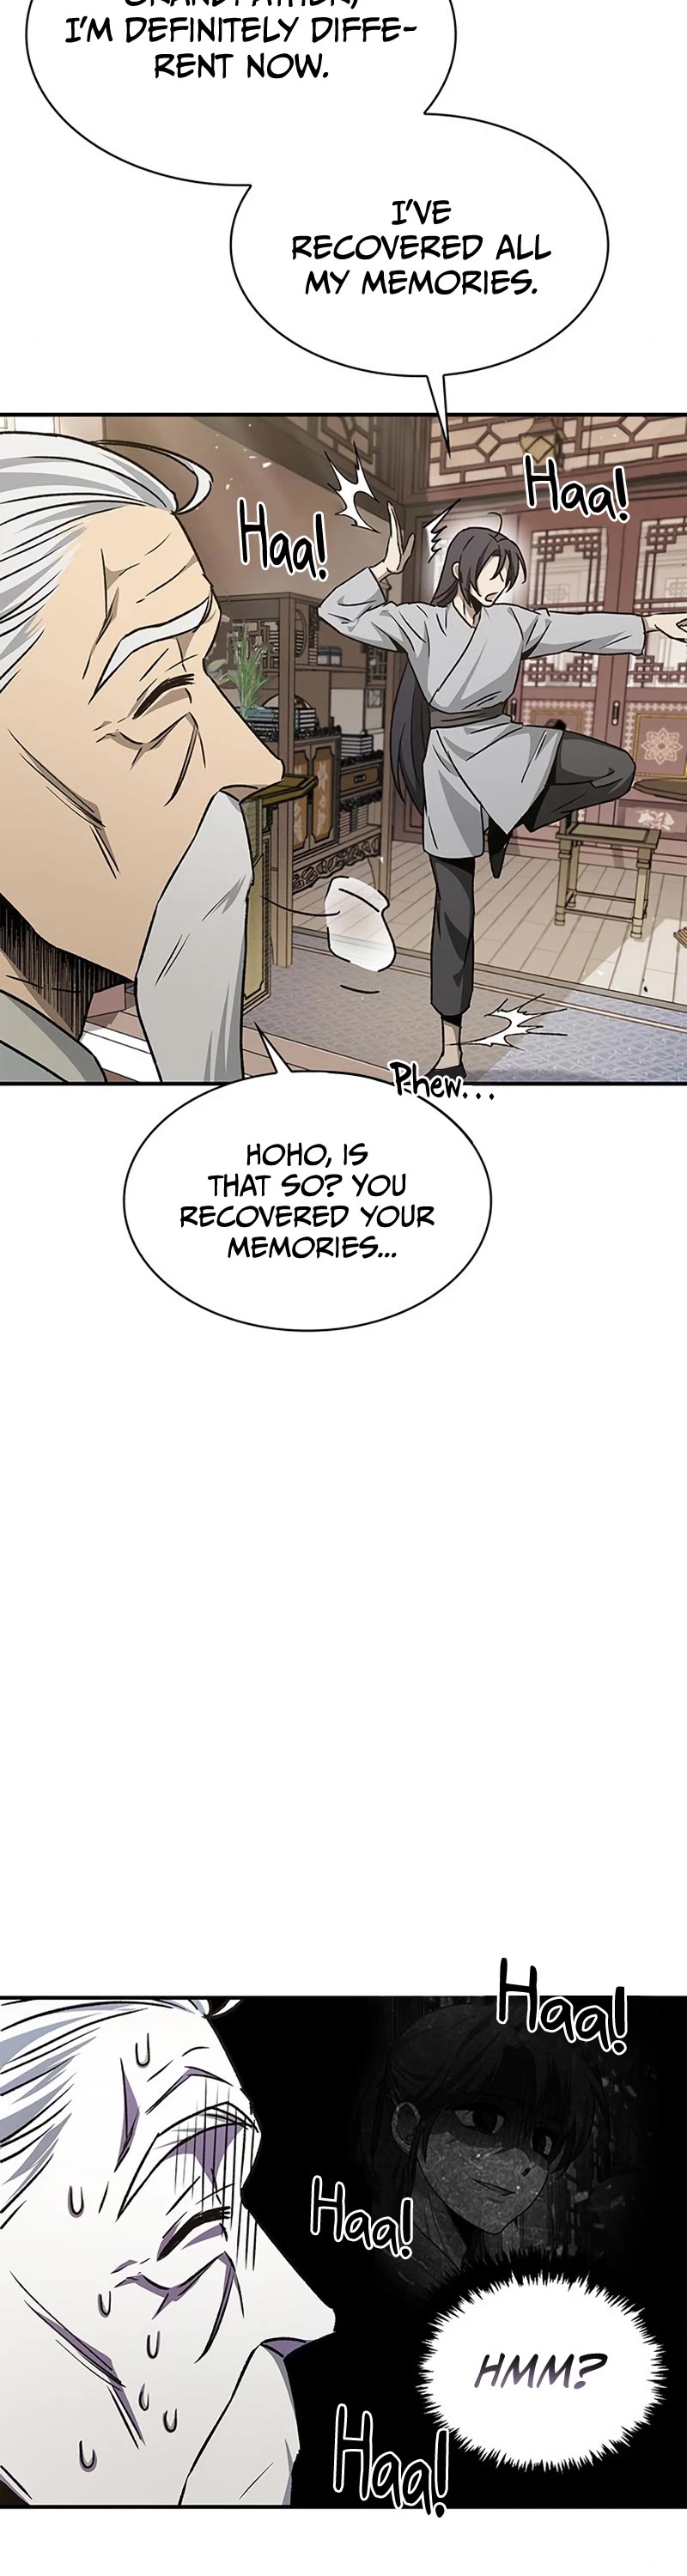 GRANDFATHER,
I'M DEFINITELY DIFFE-
RENT NOW.
I'VE
RECOVERED ALL
MY MEMORIES.
Haa!
Haa!
Phew...
HOHO, IS
THAT SO? YOU
RECOVERED YOUR
MEMORIES...
Haa!
Haa!
HMM?
Haa!